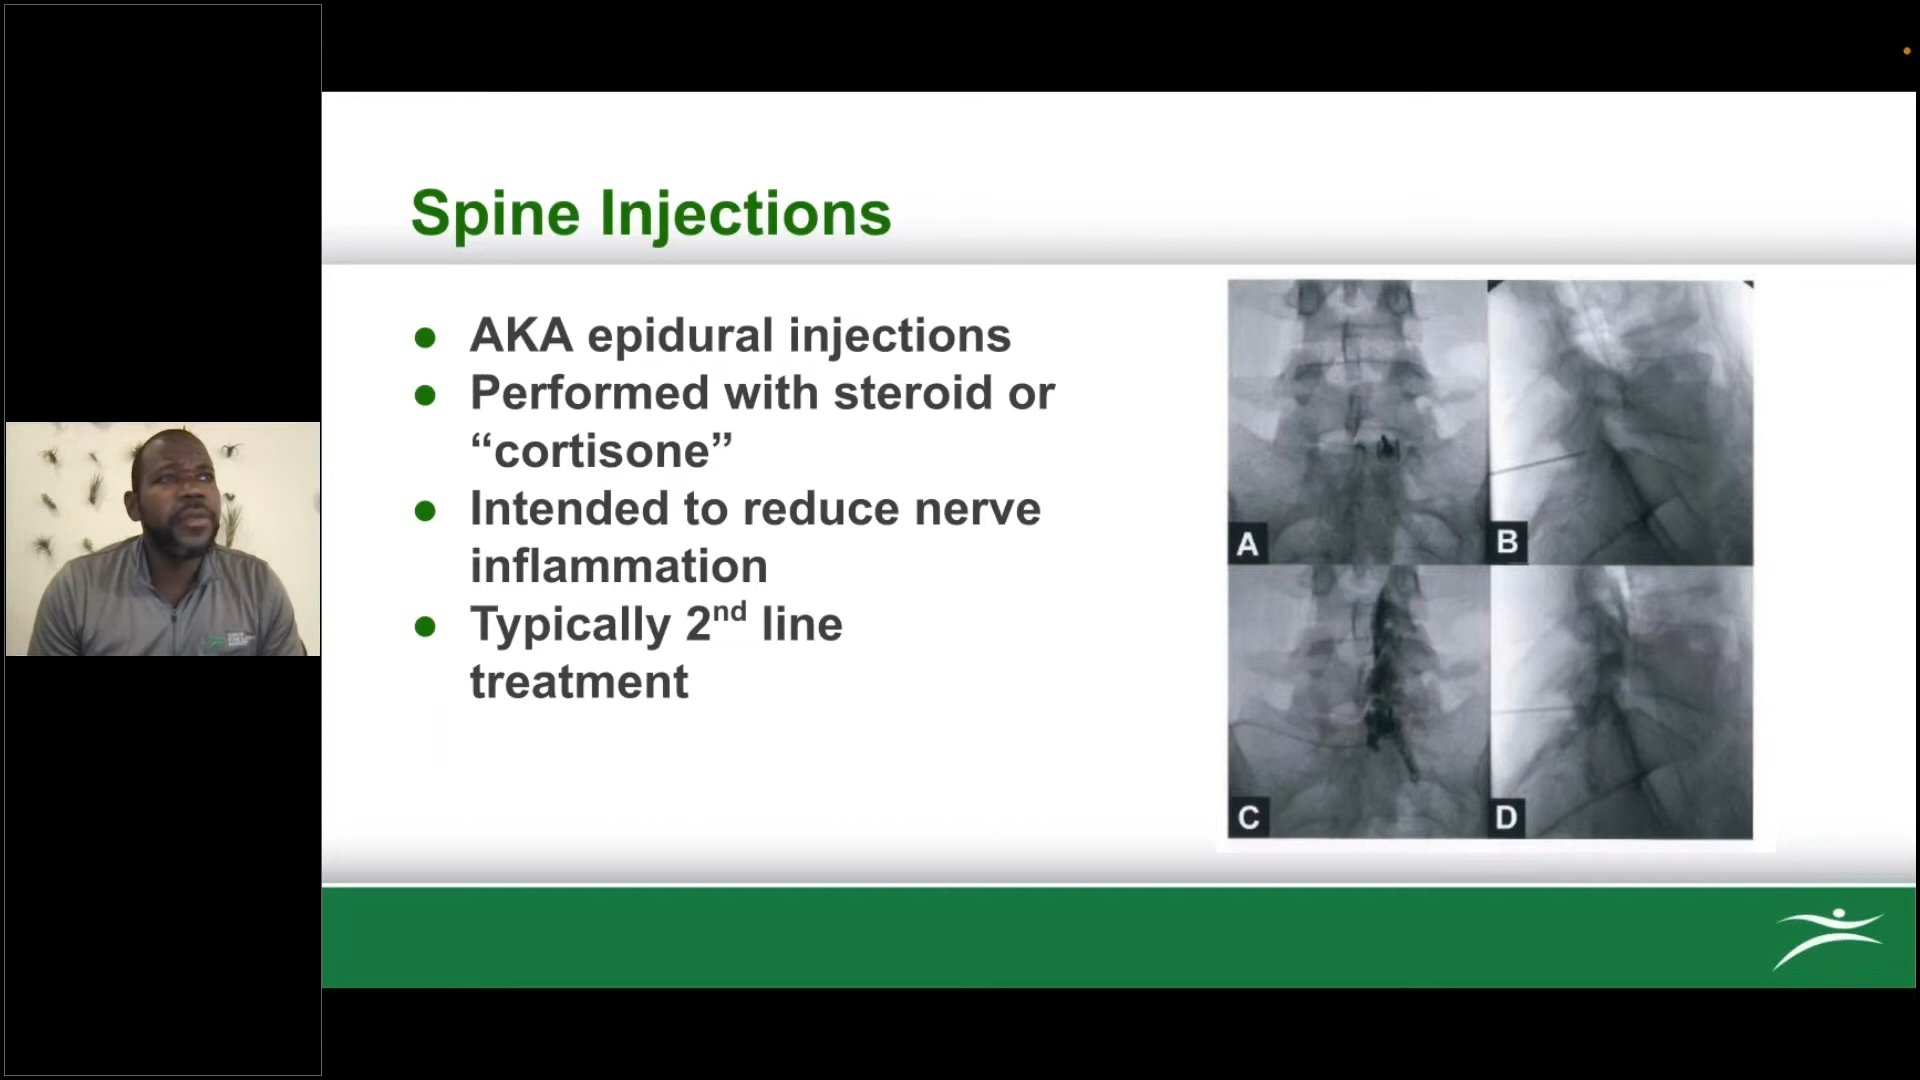 Spine Injections
● AKA epidural injections
● Performed with steroid or
“cortisone”
● Intended to reduce nerve
inflammation
● Typically 2nd line
treatment
A
B
C
D